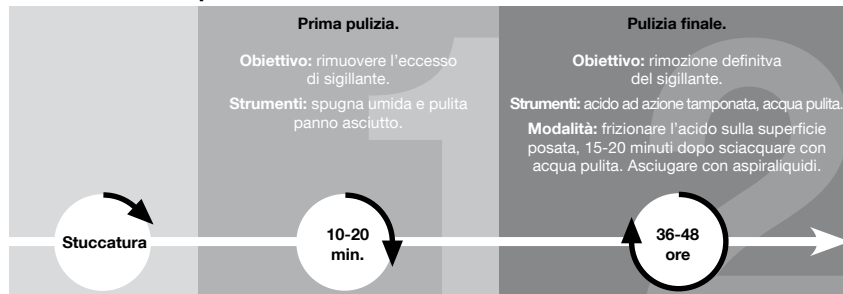 Prima pulizia.
Obiettivo: rimuovere l'eccesso
di sigillante.
Strumenti: spugna umida e pulita
panno asciutto.
1
Pulizia finale.
Obiettivo: rimozione definitva
del sigillante.
Strumenti: acido ad azione tamponata, acqua pulita.
Modalità: frizionare l'acido sulla superficie
posata, 15-20 minuti dopo sciacquare con
acqua pulita. Asciugare con aspiraliquidi.
2
Stuccatura
10-20
min.
36-48
ore